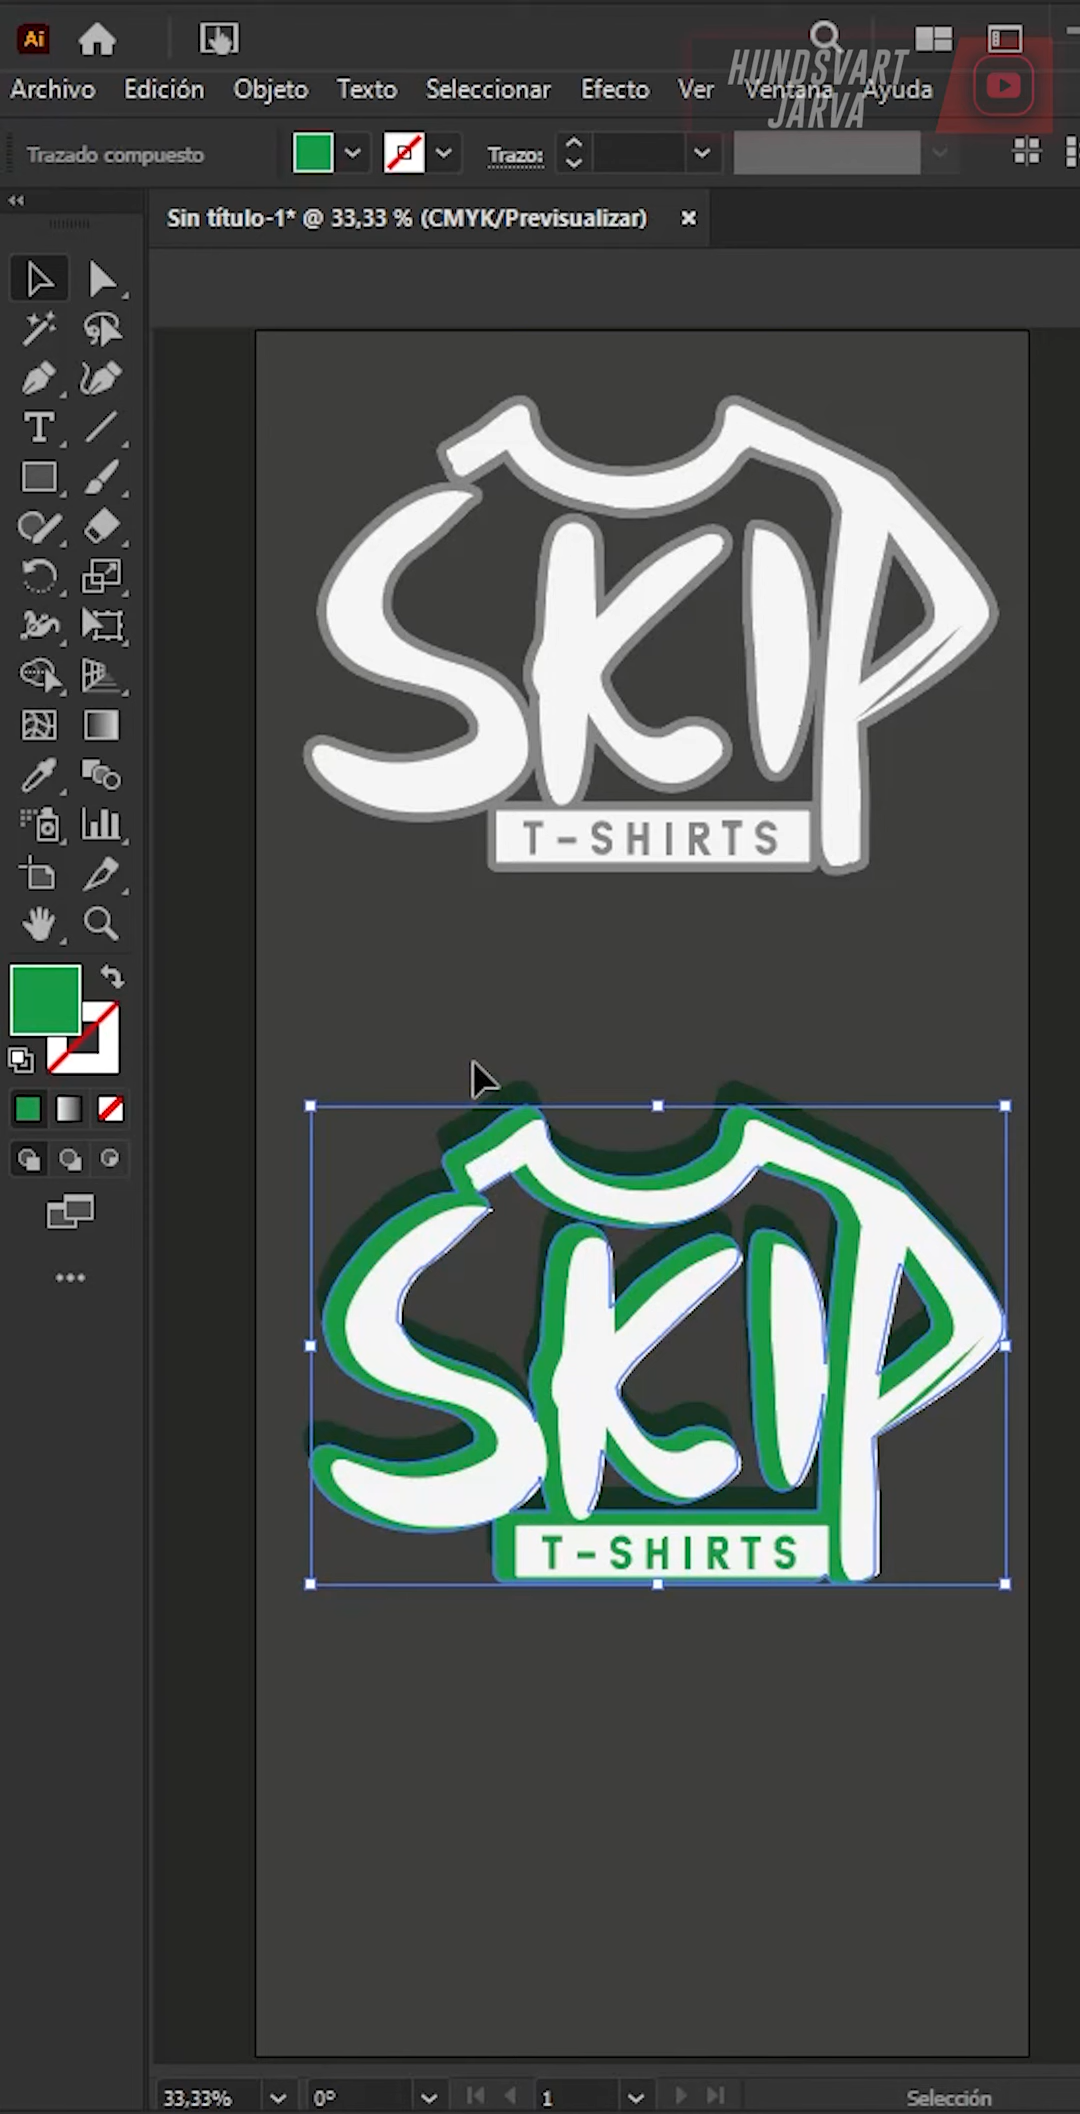 Ai
HUNDSVART
JARVA
Archivo Edición Objeto Texto Seleccionar Efecto Ver Ventana Ayuda
Trazado compuesto Trazo:
Sin título-1* @ 33,33 % (CMYK/Previsualizar)
SKIP
T-SHIRTS
SKIP
T-SHIRTS
33,33% 0° 1 Selección